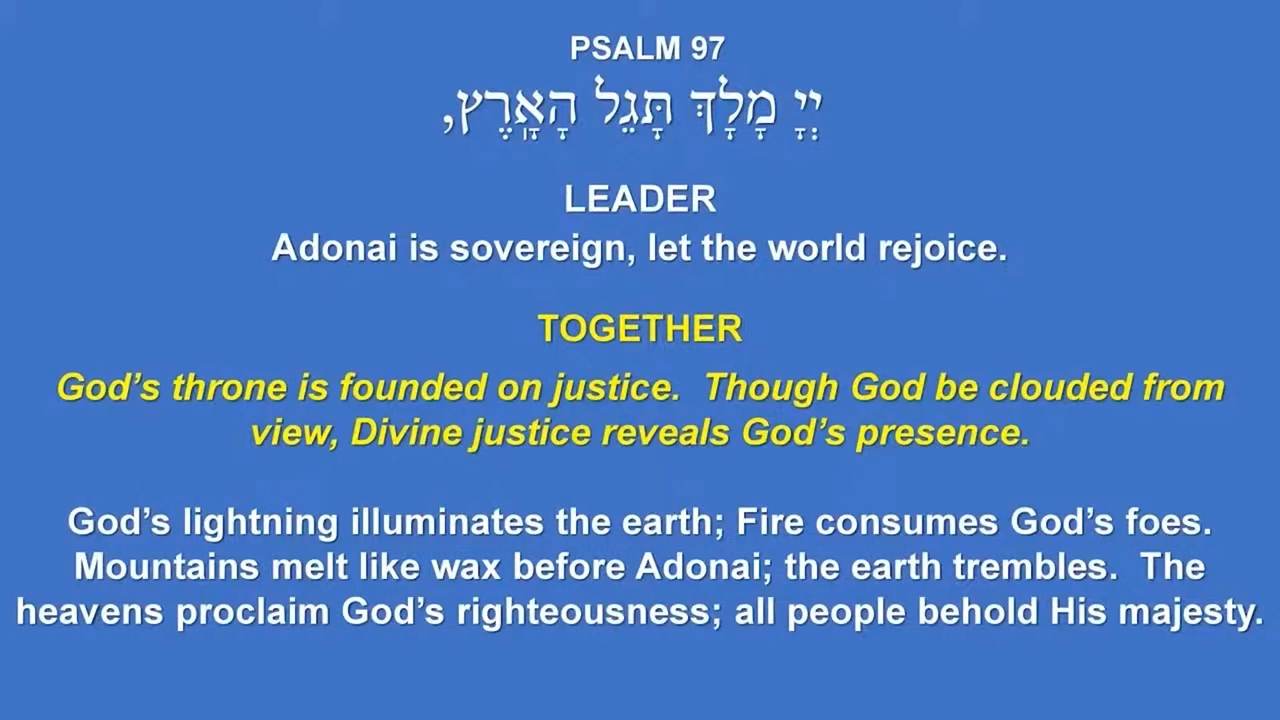 PSALM 97
יְיָ מָלָךְ תָּגֵל הָאָֽרֶץ,
LEADER
Adonai is sovereign, let the world rejoice.
TOGETHER
God’s throne is founded on justice.  Though God be clouded from
view, Divine justice reveals God’s presence.
God’s lightning illuminates the earth; Fire consumes God’s foes.
Mountains melt like wax before Adonai; the earth trembles.  The
heavens proclaim God’s righteousness; all people behold His majesty.